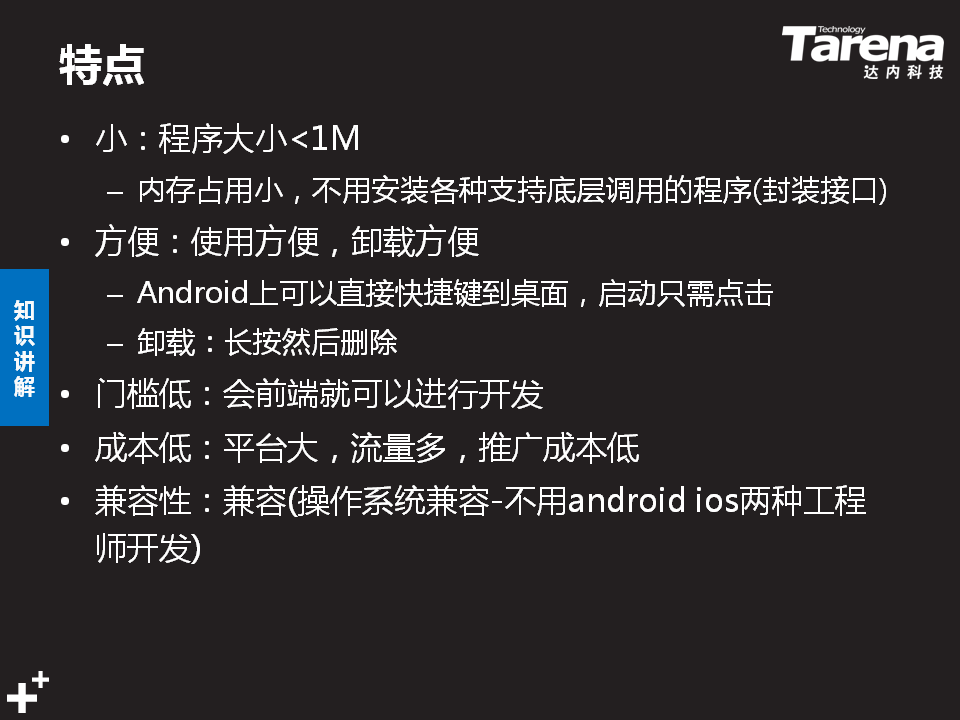 特点
Technology
Tarena
达内科技
• 小：程序大小<1M
– 内存占用小，不用安装各种支持底层调用的程序(封装接口)
• 方便：使用方便，卸载方便
– Android上可以直接快捷键到桌面，启动只需点击
– 卸载：长按然后删除
知识讲解
• 门槛低：会前端就可以进行开发
• 成本低：平台大，流量多，推广成本低
• 兼容性：兼容(操作系统兼容-不用android ios两种工程
师开发)